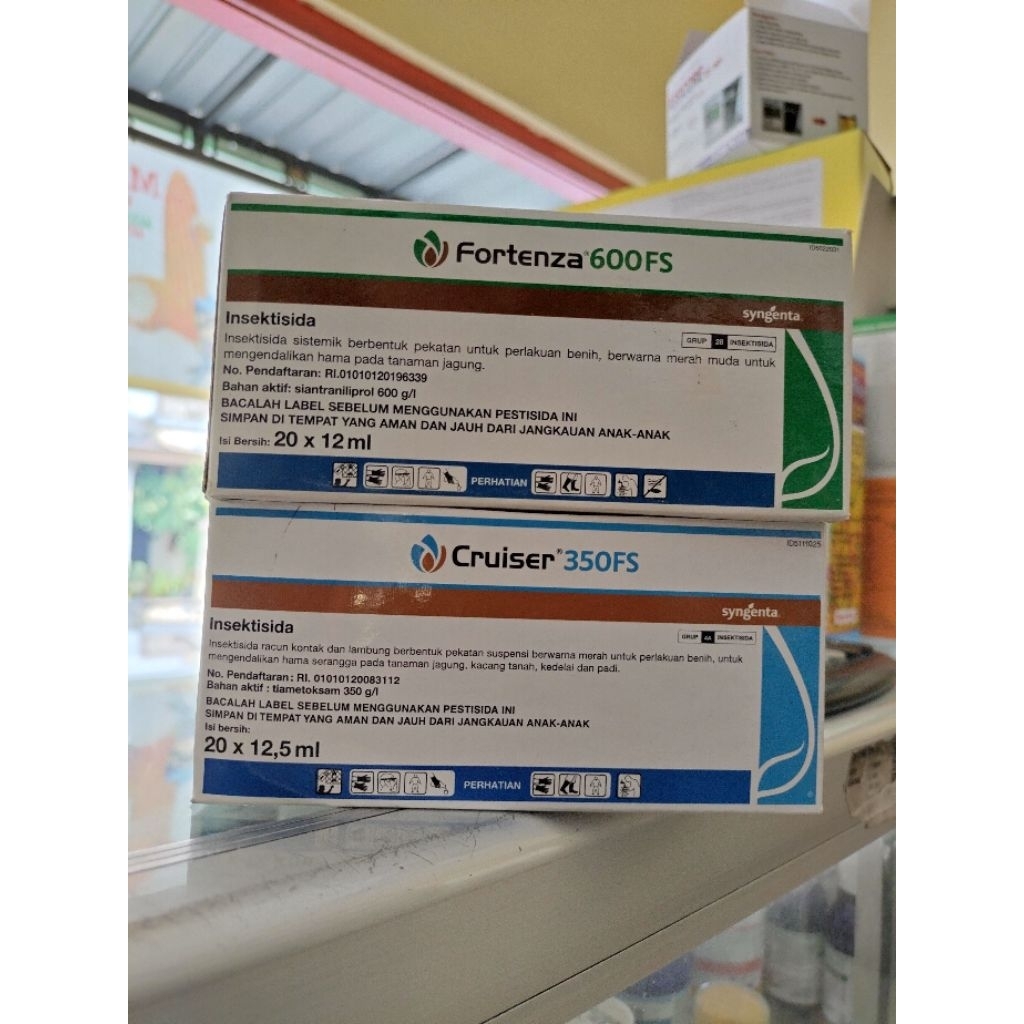 ID5022501
Fortenza® 600FS
syngenta
Insektisida
GRUP 28 INSEKTISIDA
Insektisida sistemik berbentuk pekatan untuk perlakuan benih, berwarna merah muda untuk
mengendalikan hama pada tanaman jagung.
No. Pendaftaran: RI.01010120196339
Bahan aktif: siantraniliprol 600 g/l
BACALAH LABEL SEBELUM MENGGUNAKAN PESTISIDA INI
SIMPAN DI TEMPAT YANG AMAN DAN JAUH DARI JANGKAUAN ANAK-ANAK
Isi Bersih: 20 x 12 ml
PERHATIAN
ID5111025
Cruiser® 350FS
syngenta
Insektisida
GRUP 4A INSEKTISIDA
Insektisida racun kontak dan lambung berbentuk pekatan suspensi berwarna merah untuk perlakuan benih, untuk
mengendalikan hama serangga pada tanaman jagung, kacang tanah, kedelai dan padi.
No. Pendaftaran: RI. 01010120083112
Bahan aktif : tiametoksam 350 g/l
BACALAH LABEL SEBELUM MENGGUNAKAN PESTISIDA INI
SIMPAN DI TEMPAT YANG AMAN DAN JAUH DARI JANGKAUAN ANAK-ANAK
Isi bersih:
20 x 12,5 ml
PERHATIAN